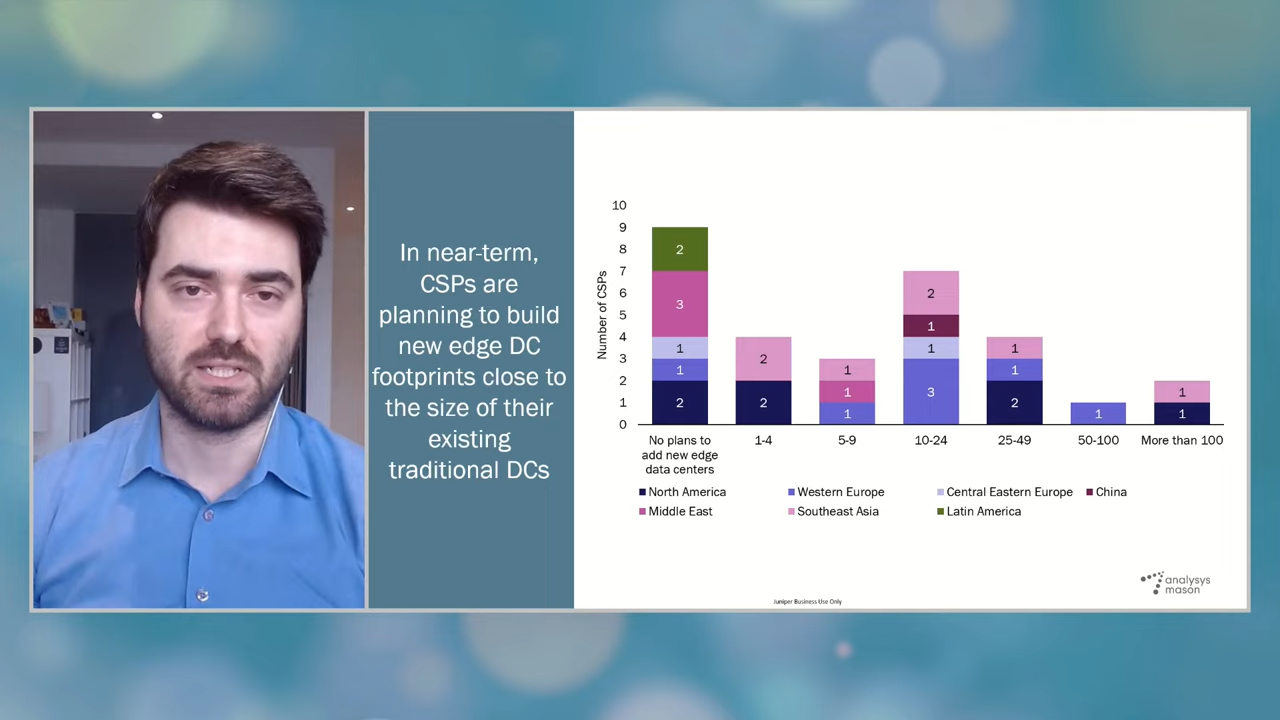 In near-term,
CSPs are
planning to build
new edge DC
footprints close to
the size of their
existing
traditional DCs
Number of CSPs
10
9
8
7
6
5
4
3
2
1
0
2
3
1
1
2
2
2
1
1
1
2
1
1
3
1
1
2
1
1
1
No plans to
add new edge
data centers
1-4
5-9
10-24
25-49
50-100
More than 100
North America
Western Europe
Central Eastern Europe
China
Middle East
Southeast Asia
Latin America
analysys
mason
Juniper Business Use Only